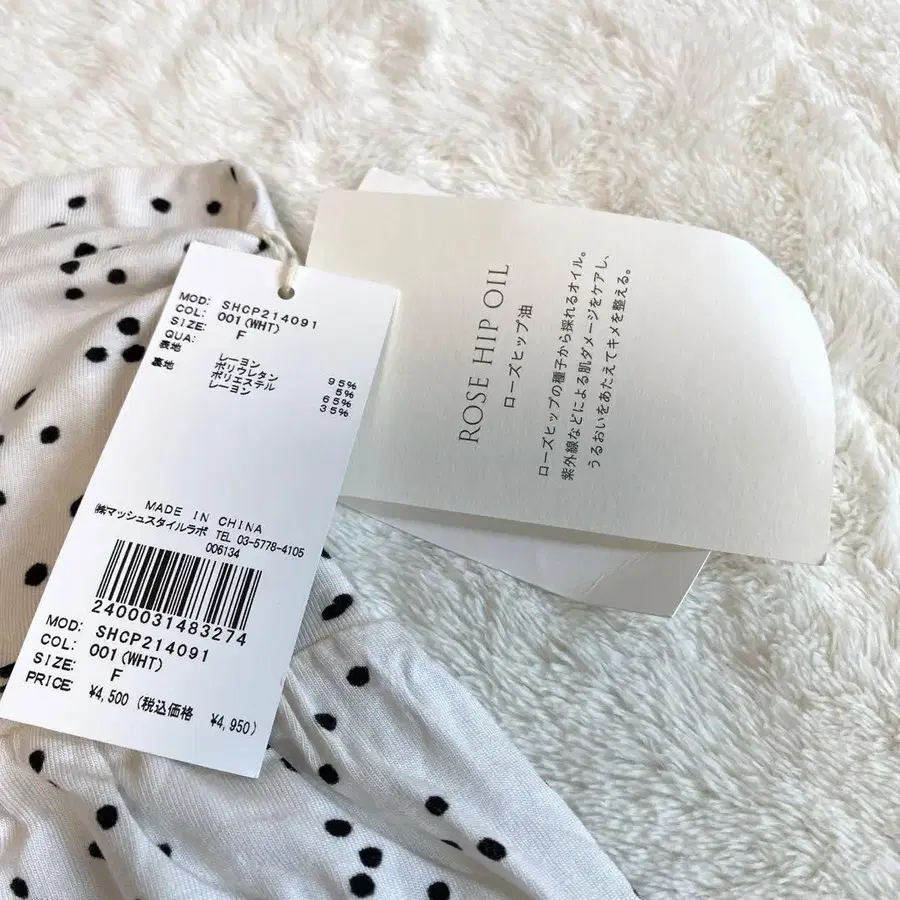 MOD: SHCP214091
COL: 001(WHT)
SIZE: F
QUA:
表地 レーヨン 95%
ポリウレタン 5%
裏地 ポリエステル 65%
レーヨン 35%
MADE IN CHINA
㈱マッシュスタイルラボ TEL 03-5778-4105
006134
2400031483274
MOD: SHCP214091
COL: 001(WHT)
SIZE: F
PRICE: ¥4,500 (税込価格 ¥4,950)
ROSE HIP OIL
ローズヒップ油
ローズヒップの種子から採れるオイル。
紫外線などによる肌ダメージをケアし、
うるおいをあたえてキメを整える。